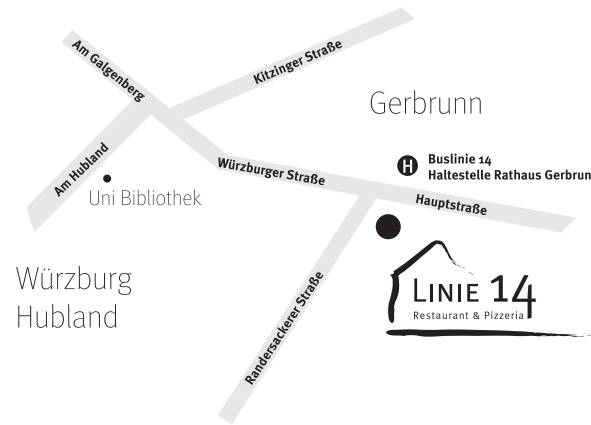 Am Galgenberg
Kitzinger Straße
Gerbrunn
Am Hubland
Uni Bibliothek
Würzburger Straße
H
Buslinie 14
Haltestelle Rathaus Gerbrun
Hauptstraße
Würzburg
Hubland
Randersackerer Straße
LINIE 14
Restaurant & Pizzeria